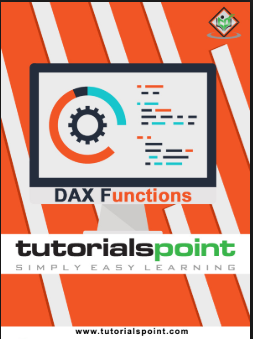 DAX Functions
tutorialspoint
SIMPLY EASY LEARNING
www.tutorialspoint.com